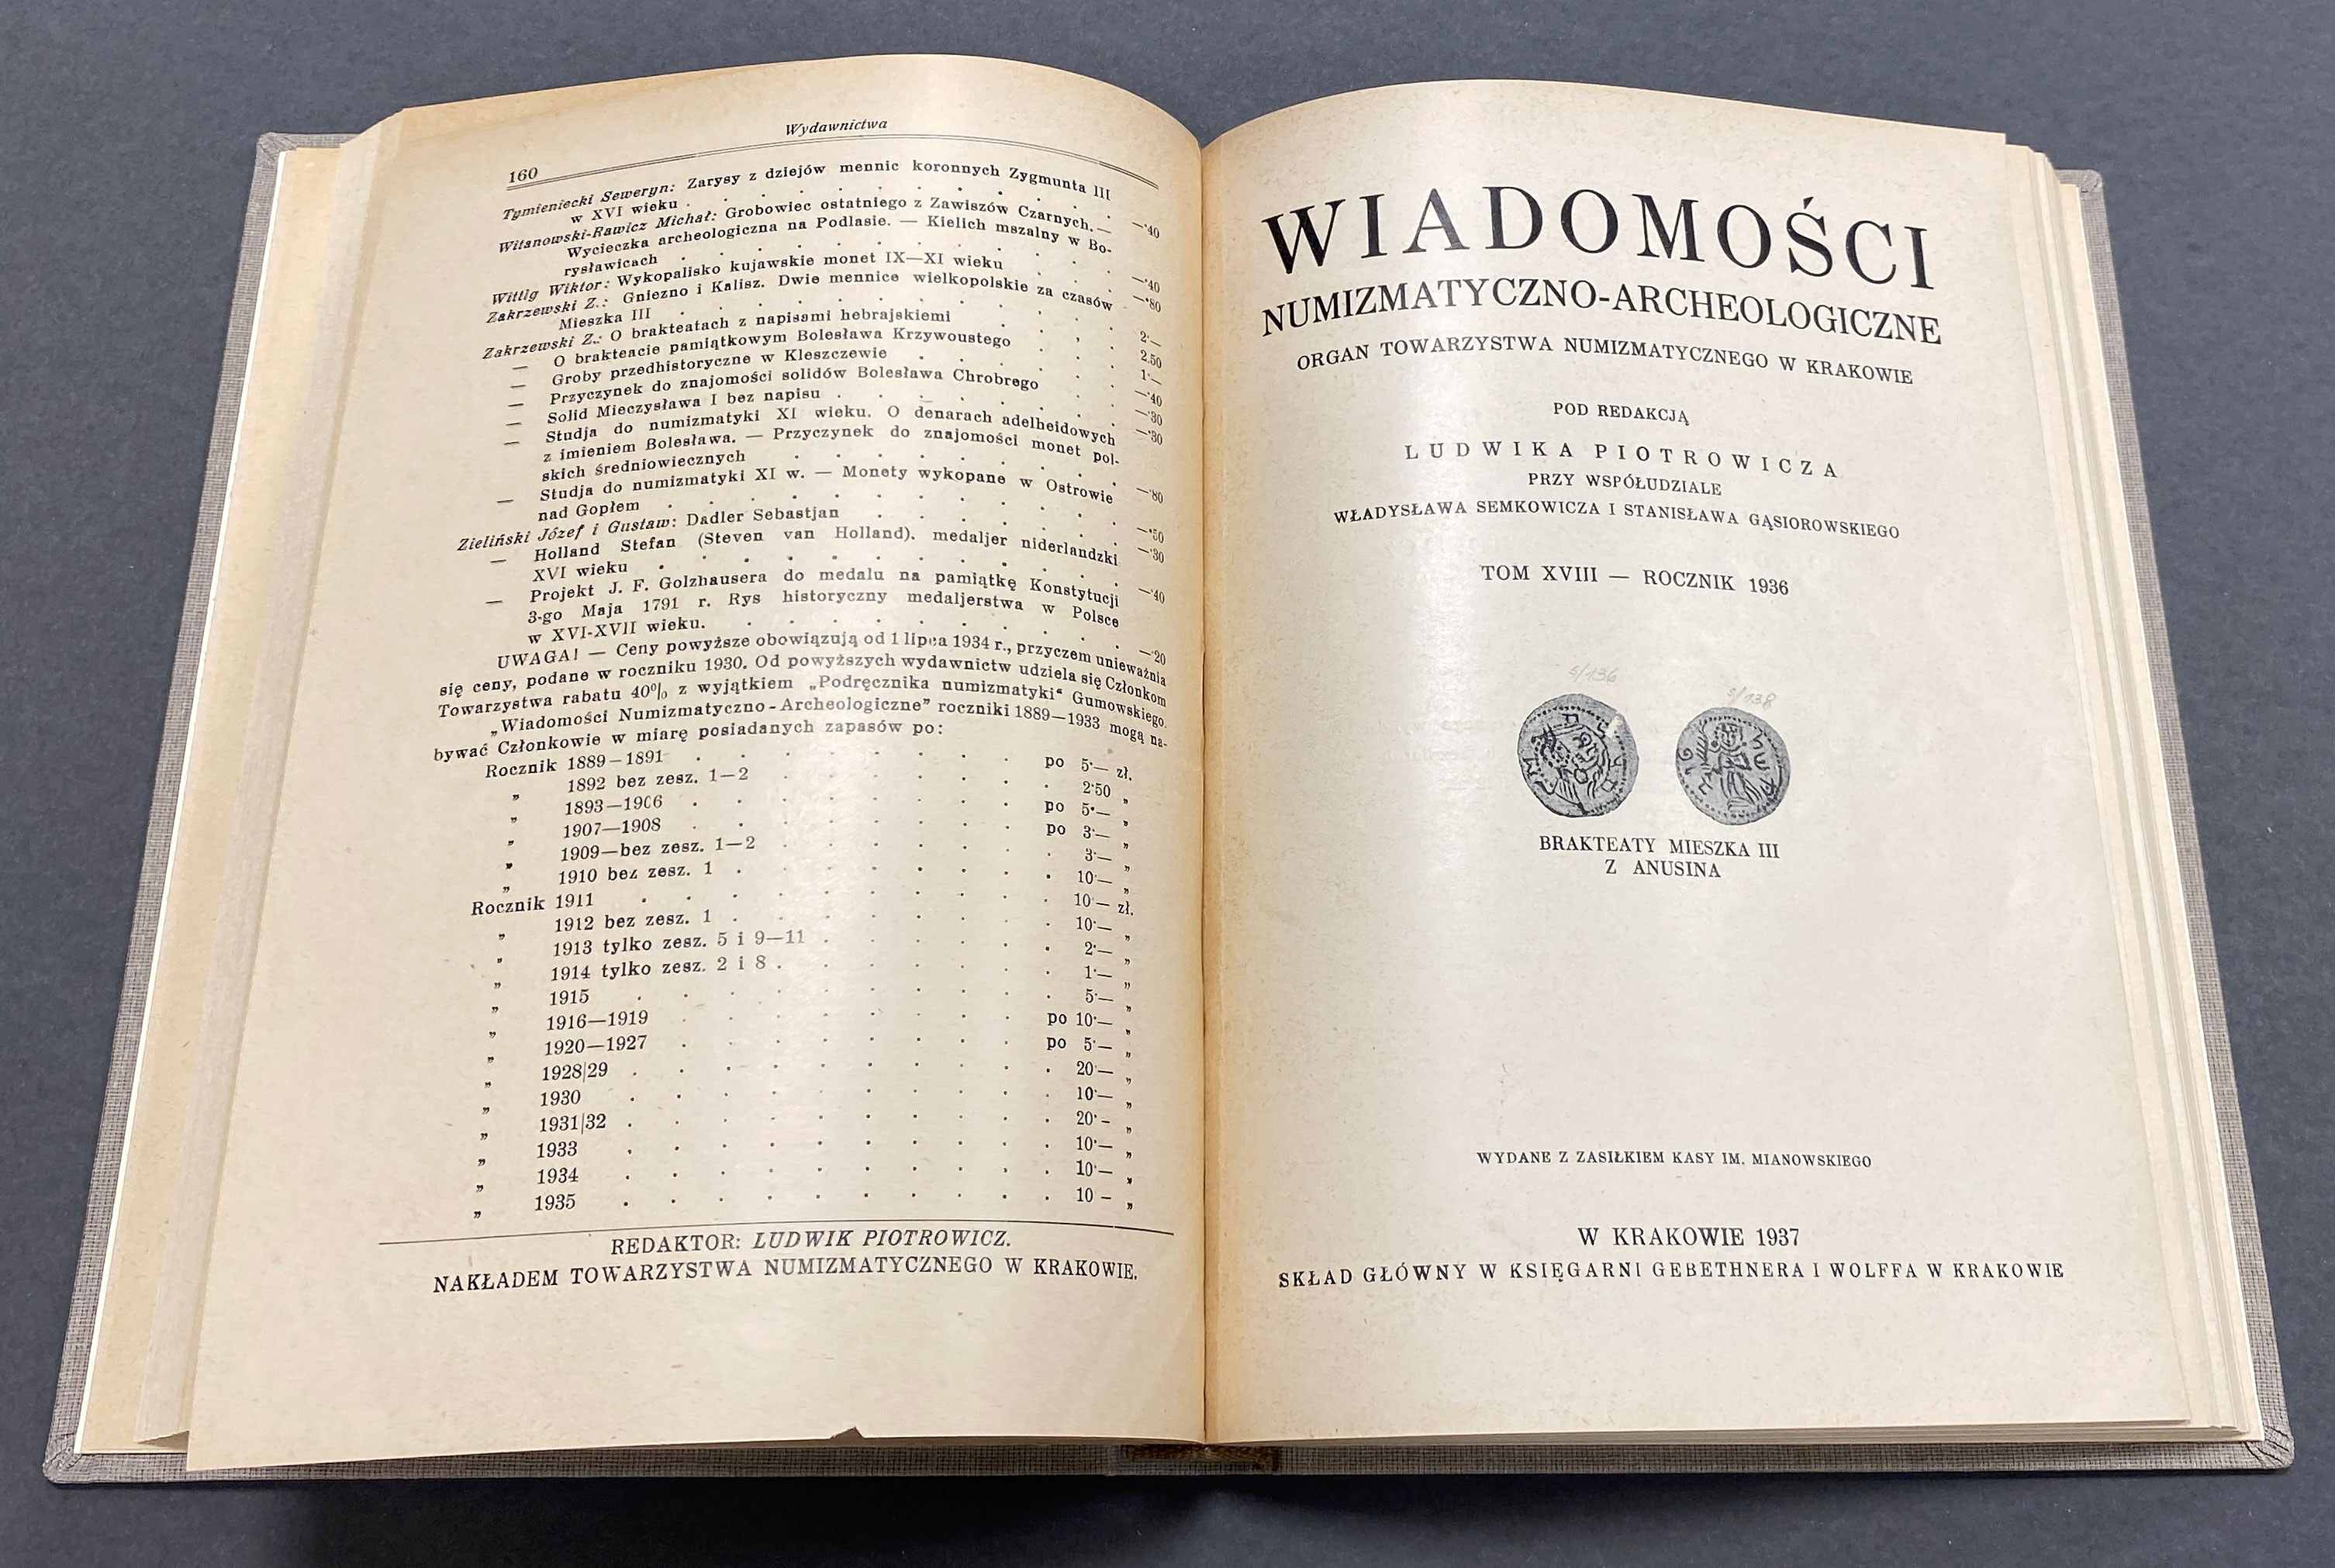 160
Wydawnictwa
Tymieniecki Seweryn: Zarysy z dziejów mennic koronnych Zygmunta III
w XVI wieku . . . . . . . . . —·40
Witanowski-Rawicz Michał: Grobowiec ostatniego z Zawiszów Czarnych. —
Wycieczka archeologiczna na Podlasie. — Kielich mszalny w Bo-
rysławicach . . . . . . . . . —·40
Wittig Wiktor: Wykopalisko kujawskie monet IX—XI wieku . . . —·80
Zakrzewski Z.: Gniezno i Kalisz. Dwie mennice wielkopolskie za czasów
Mieszka III . . . . . . . . . 2·—
Zakrzewski Z.: O brakteatach z napisami hebrajskiemi . . . 2.50
— O brakteacie pamiątkowym Bolesława Krzywoustego . . . 1·—
— Groby przedhistoryczne w Kleszczewie . . . . . —·40
— Przyczynek do znajomości solidów Bolesława Chrobrego . . —·30
— Solid Mieczysława I bez napisu . . . . . . . —·30
— Studja do numizmatyki XI wieku. O denarach adelheidowych
z imieniem Bolesława. — Przyczynek do znajomości monet pol-
skich średniowiecznych . . . . . . . . —·80
— Studja do numizmatyki XI w. — Monety wykopane w Ostrowie
nad Gopłem . . . . . . . . . —·50
Zieliński Józef i Gustaw: Dadler Sebastjan . . . . . . —·30
— Holland Stefan (Steven van Holland), medaljer niderlandzki
XVI wieku . . . . . . . . . —·40
— Projekt J. F. Golzhausera do medalu na pamiątkę Konstytucji
3-go Maja 1791 r. Rys historyczny medaljerstwa w Polsce
w XVI-XVII wieku. . . . . . . . . —·20
UWAGA! — Ceny powyższe obowiązują od 1 lipca 1934 r., przyczem unieważnia
się ceny, podane w roczniku 1930. Od powyższych wydawnictw udziela się Członkom
Towarzystwa rabatu 40% z wyjątkiem „Podręcznika numizmatyki“ Gumowskiego.
„Wiadomości Numizmatyczno-Archeologiczne” roczniki 1889—1933 mogą na-
bywać Członkowie w miarę posiadanych zapasów po:
Rocznik 1889—1891 . . . . . . . po 5·— zł.
„ 1892 bez zesz. 1—2 . . . . . . 2·50 „
„ 1893—1906 . . . . . . . po 5·— „
„ 1907—1908 . . . . . . . po 3·— „
„ 1909—bez zesz. 1—2 . . . . . . 3·— „
„ 1910 bez zesz. 1 . . . . . . . 10·— „
Rocznik 1911 . . . . . . . . . 10·— zł.
„ 1912 bez zesz. 1 . . . . . . . 10·— „
„ 1913 tylko zesz. 5 i 9—11 . . . . . 2·— „
„ 1914 tylko zesz. 2 i 8 . . . . . . 1·— „
„ 1915 . . . . . . . . . 5·— „
„ 1916—1919 . . . . . . . po 10·— „
„ 1920—1927 . . . . . . . po 5·— „
„ 1928|29 . . . . . . . . . 20·— „
„ 1930 . . . . . . . . . 10·— „
„ 1931|32 . . . . . . . . . 20·– „
„ 1933 . . . . . . . . . 10·— „
„ 1934 . . . . . . . . . 10·— „
„ 1935 . . . . . . . . . 10 – „
REDAKTOR: LUDWIK PIOTROWICZ.
NAKŁADEM TOWARZYSTWA NUMIZMATYCZNEGO W KRAKOWIE.
WIADOMOŚCI
NUMIZMATYCZNO-ARCHEOLOGICZNE
ORGAN TOWARZYSTWA NUMIZMATYCZNEGO W KRAKOWIE
POD REDAKCJĄ
LUDWIKA PIOTROWICZA
PRZY WSPÓŁUDZIALE
WŁADYSŁAWA SEMKOWICZA I STANISŁAWA GĄSIOROWSKIEGO
TOM XVIII — ROCZNIK 1936
s/136
s/138
BRAKTEATY MIESZKA III
Z ANUSINA
WYDANE Z ZASIŁKIEM KASY IM. MIANOWSKIEGO
W KRAKOWIE 1937
SKŁAD GŁÓWNY W KSIĘGARNI GEBETHNERA I WOLFFA W KRAKOWIE